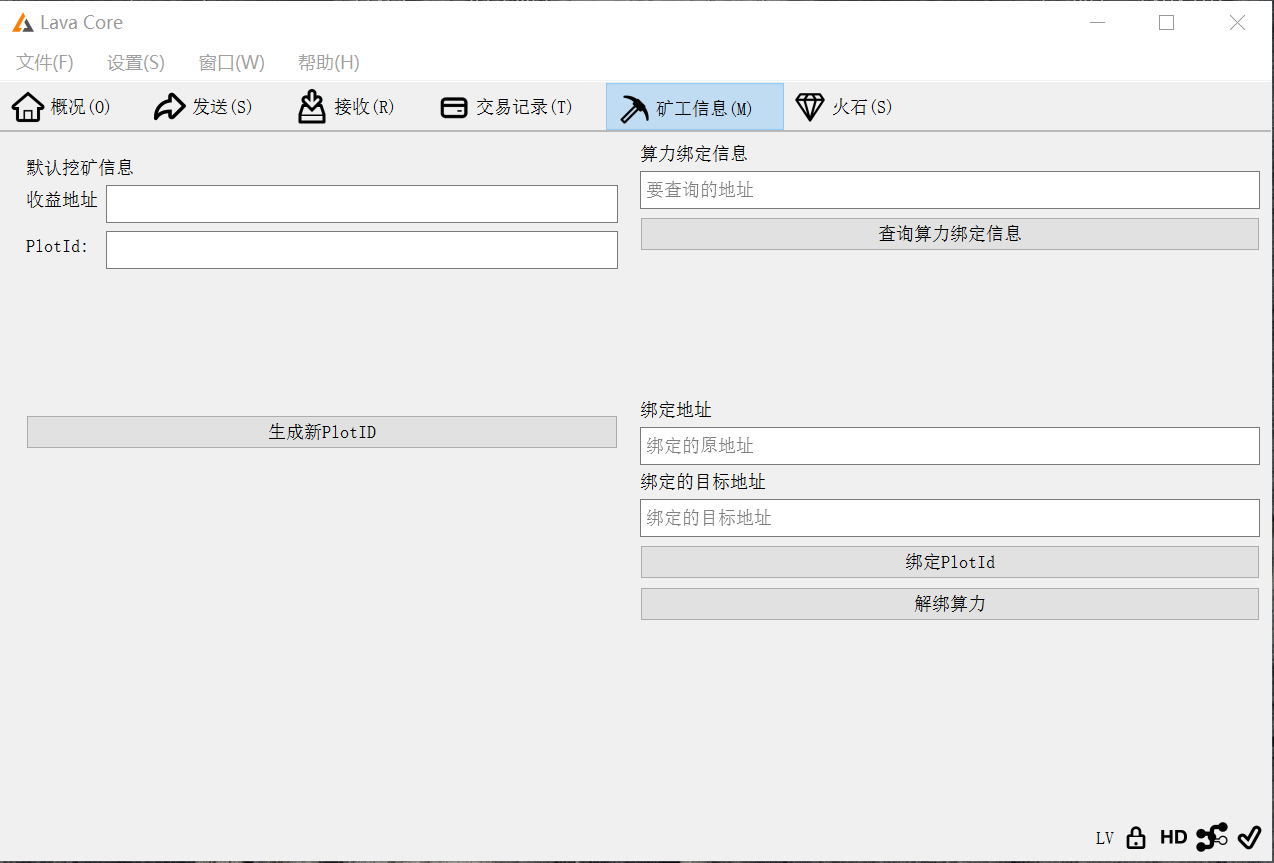 Lava Core
文件(F) 设置(S) 窗口(W) 帮助(H)
概况(O) 发送(S) 接收(R) 交易记录(T) 矿工信息(M) 火石(S)
默认挖矿信息
收益地址
PlotId:
生成新PlotID
算力绑定信息
要查询的地址
查询算力绑定信息
绑定地址
绑定的原地址
绑定的目标地址
绑定的目标地址
绑定PlotId
解绑算力
LV HD